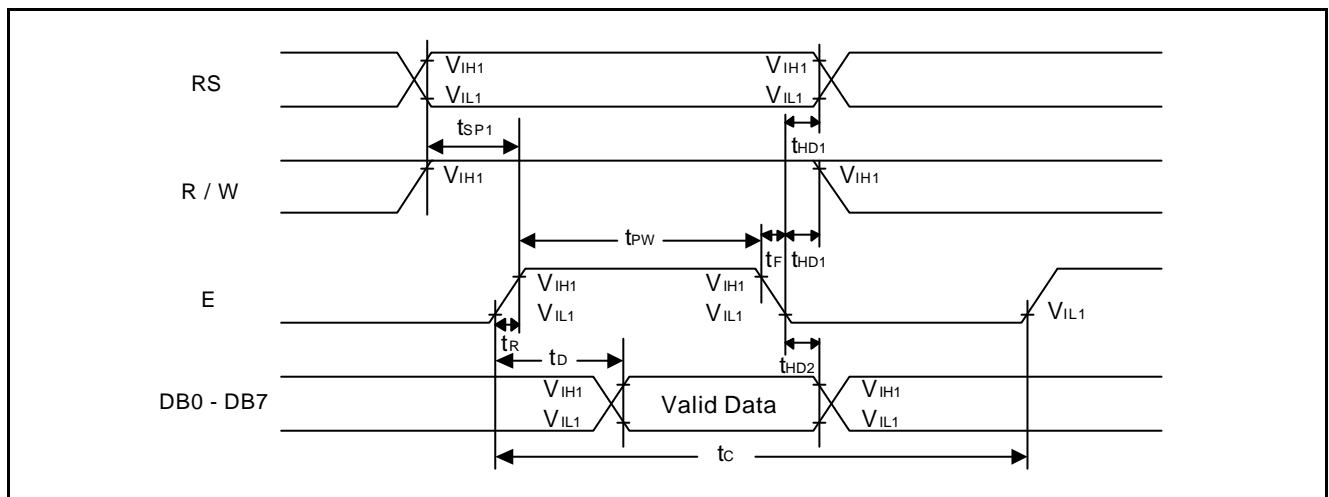 RS
VIH1
VIH1
VIL1
VIL1
tSP1
tHD1
R / W
VIH1
VIH1
tPW
tF
tHD1
E
VIH1
VIH1
VIL1
VIL1
VIL1
tR
tD
tHD2
DB0 - DB7
VIH1
Valid Data
VIH1
VIL1
VIL1
tC